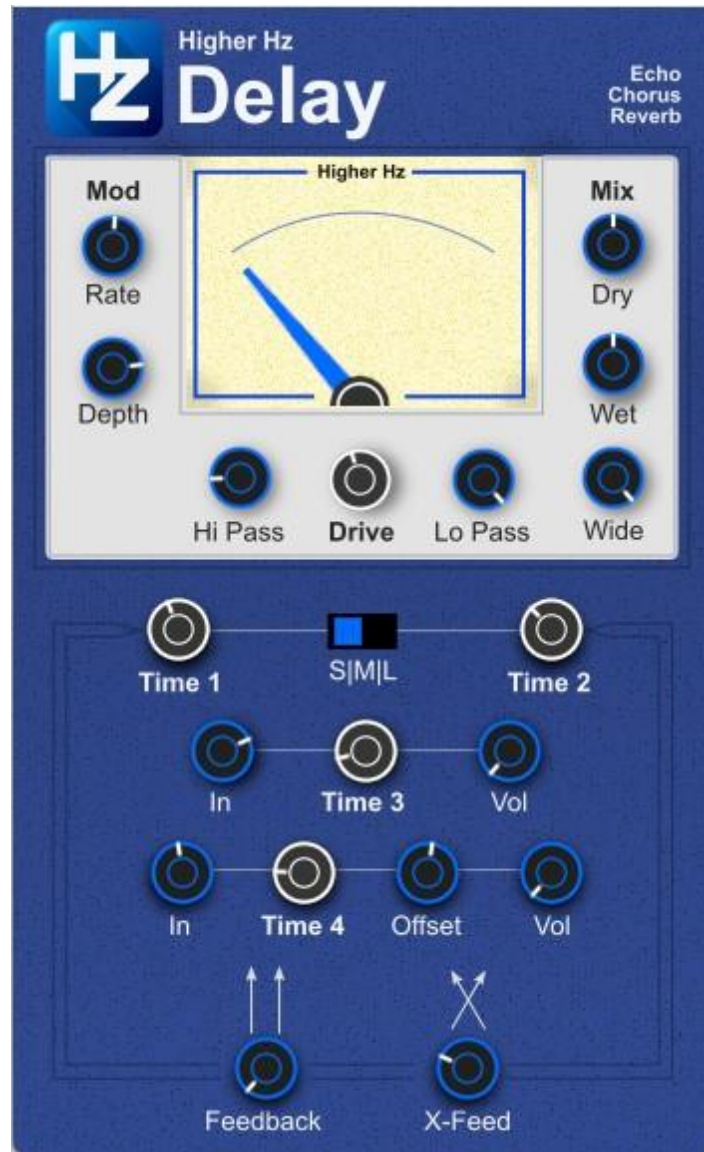 Hz
Higher Hz
Delay
Echo
Chorus
Reverb
Higher Hz
Mod
Rate
Depth
Mix
Dry
Wet
Hi Pass
Drive
Lo Pass
Wide
Time 1
S|M|L
Time 2
In
Time 3
Vol
In
Time 4
Offset
Vol
Feedback
X-Feed